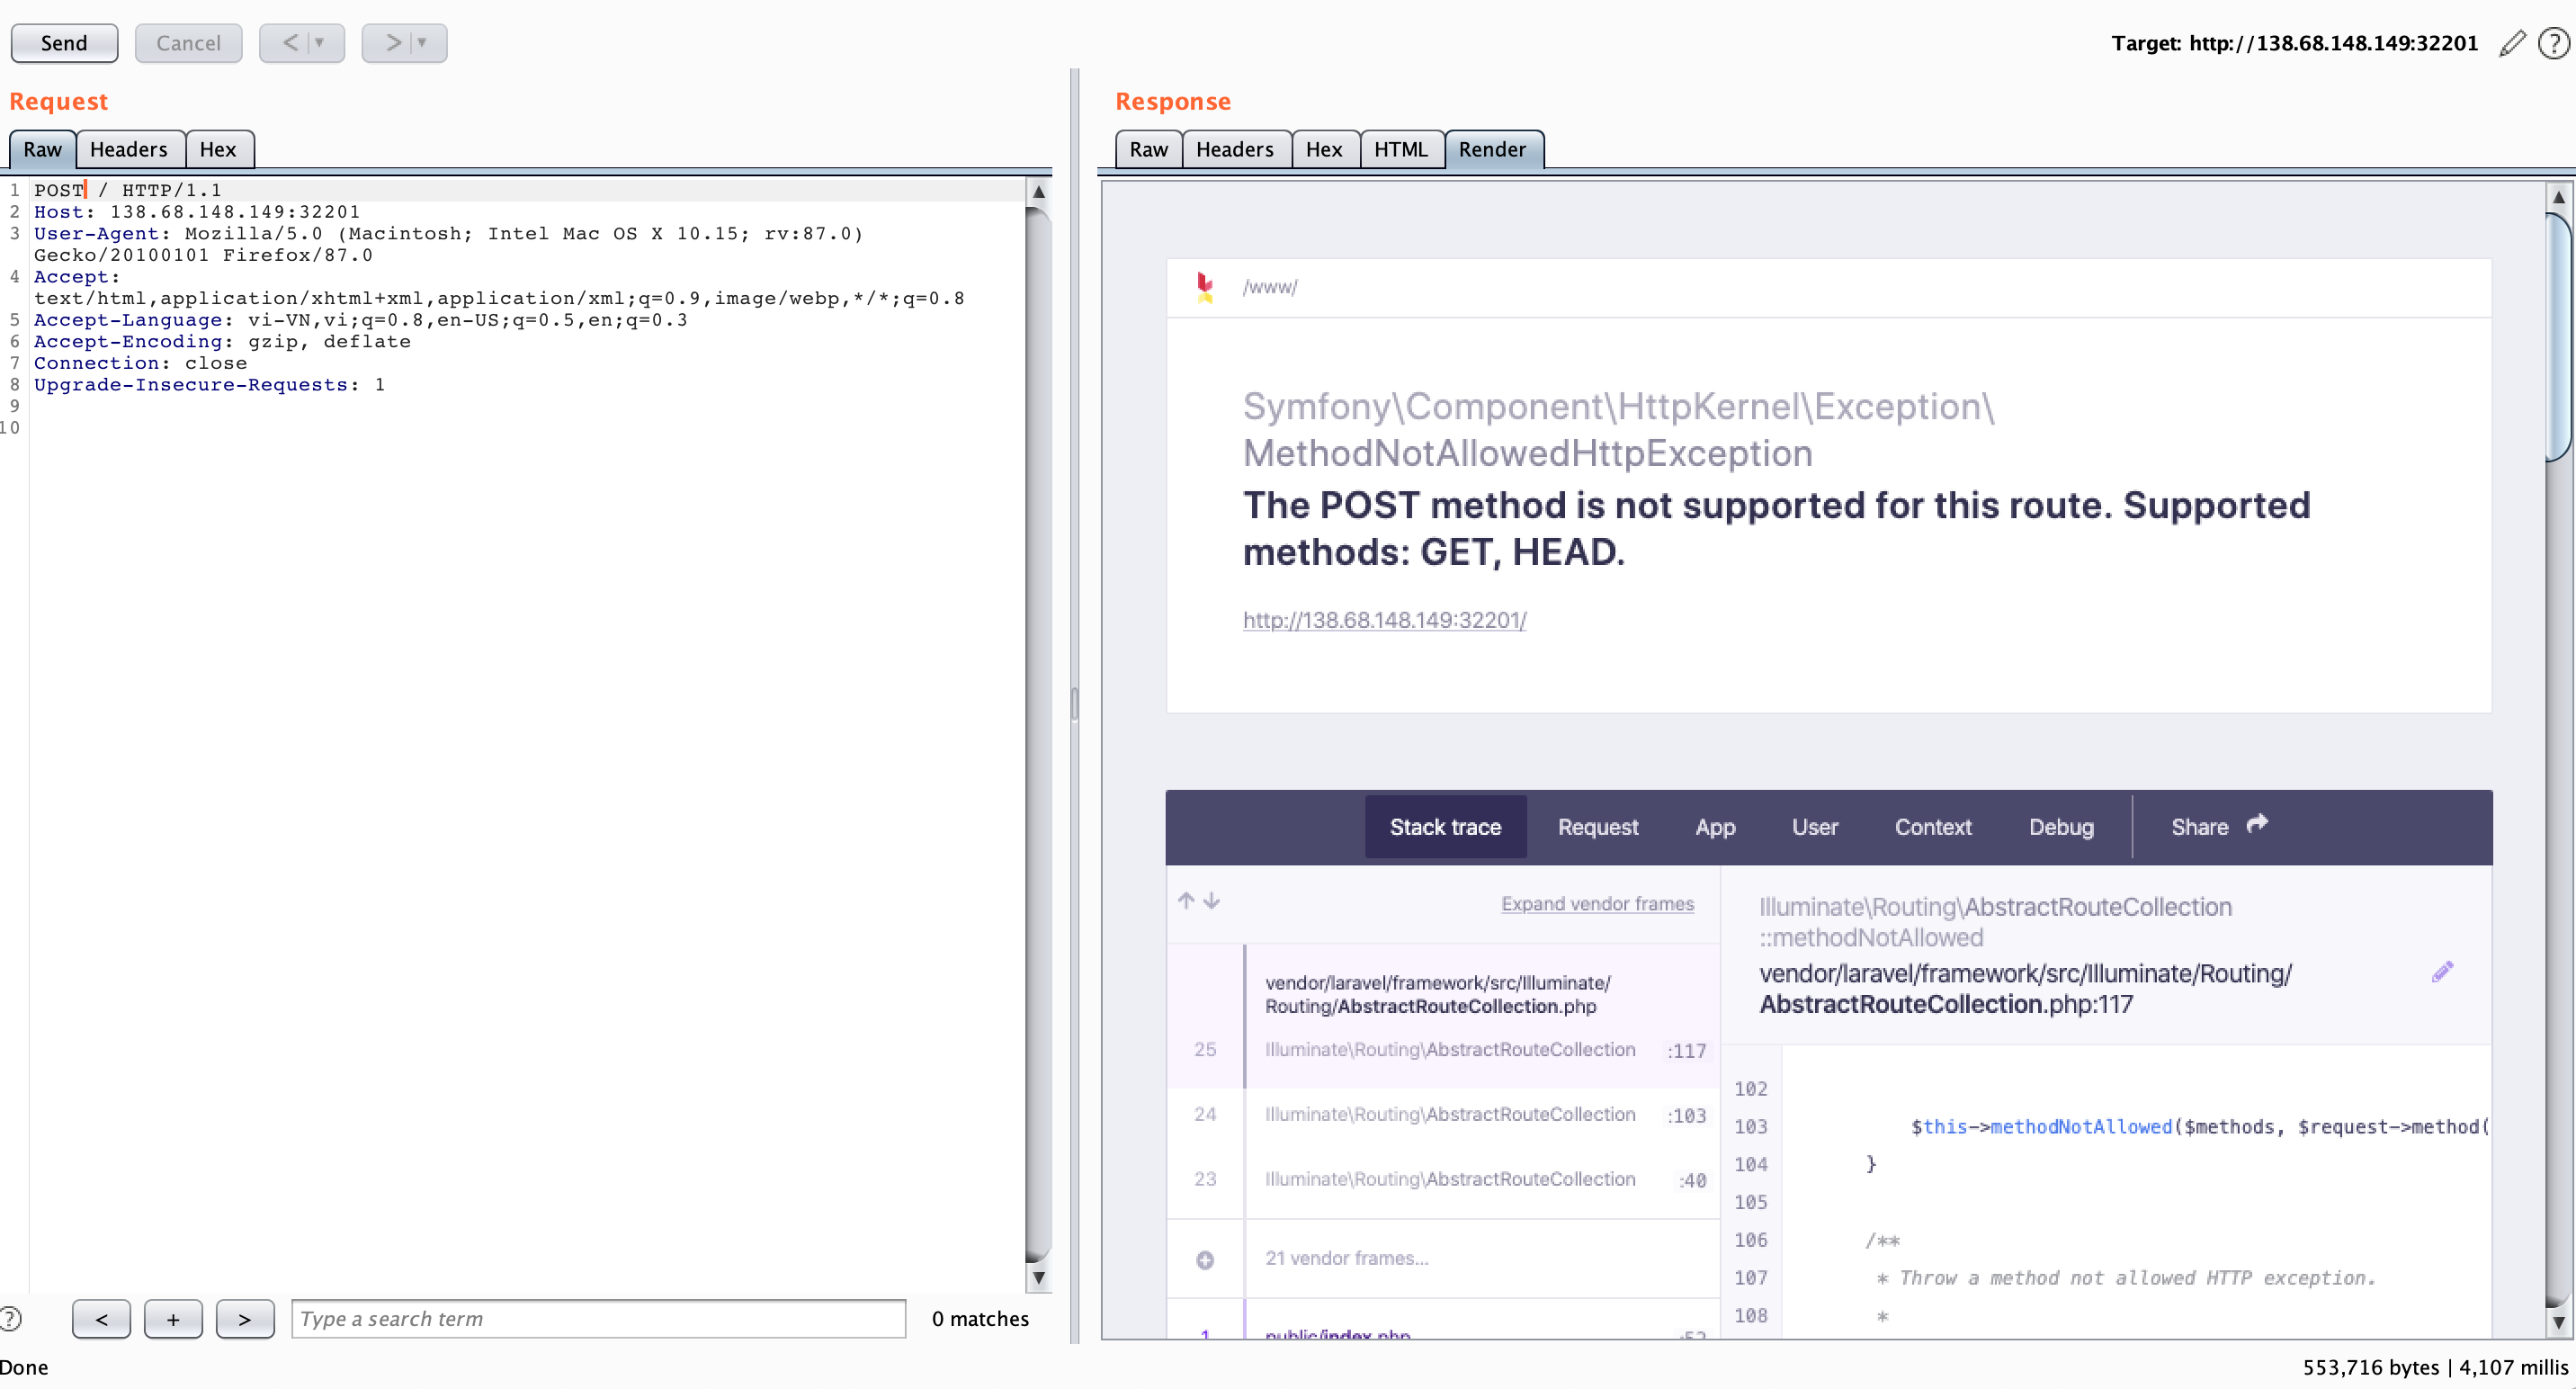 Send
Cancel
<
>
Target: http://138.68.148.149:32201
?
Request
Raw
Headers
Hex
1 POST / HTTP/1.1
2 Host: 138.68.148.149:32201
3 User-Agent: Mozilla/5.0 (Macintosh; Intel Mac OS X 10.15; rv:87.0)
Gecko/20100101 Firefox/87.0
4 Accept:
text/html,application/xhtml+xml,application/xml;q=0.9,image/webp,*/*;q=0.8
5 Accept-Language: vi-VN,vi;q=0.8,en-US;q=0.5,en;q=0.3
6 Accept-Encoding: gzip, deflate
7 Connection: close
8 Upgrade-Insecure-Requests: 1
9
10
?
<
+
>
Type a search term
0 matches
Done
Response
Raw
Headers
Hex
HTML
Render
/www/
Symfony\Component\HttpKernel\Exception\
MethodNotAllowedHttpException
The POST method is not supported for this route. Supported
methods: GET, HEAD.
http://138.68.148.149:32201/
Stack trace
Request
App
User
Context
Debug
Share
Expand vendor frames
vendor/laravel/framework/src/Illuminate/
Routing/AbstractRouteCollection.php
25 Illuminate\Routing\AbstractRouteCollection :117
24 Illuminate\Routing\AbstractRouteCollection :103
23 Illuminate\Routing\AbstractRouteCollection :40
21 vendor frames...
1 public/index.php :52
Illuminate\Routing\AbstractRouteCollection
::methodNotAllowed
vendor/laravel/framework/src/Illuminate/Routing/
AbstractRouteCollection.php:117
102
103 $this->methodNotAllowed($methods, $request->method(
104 }
105
106 /**
107 * Throw a method not allowed HTTP exception.
108 *
553,716 bytes | 4,107 millis